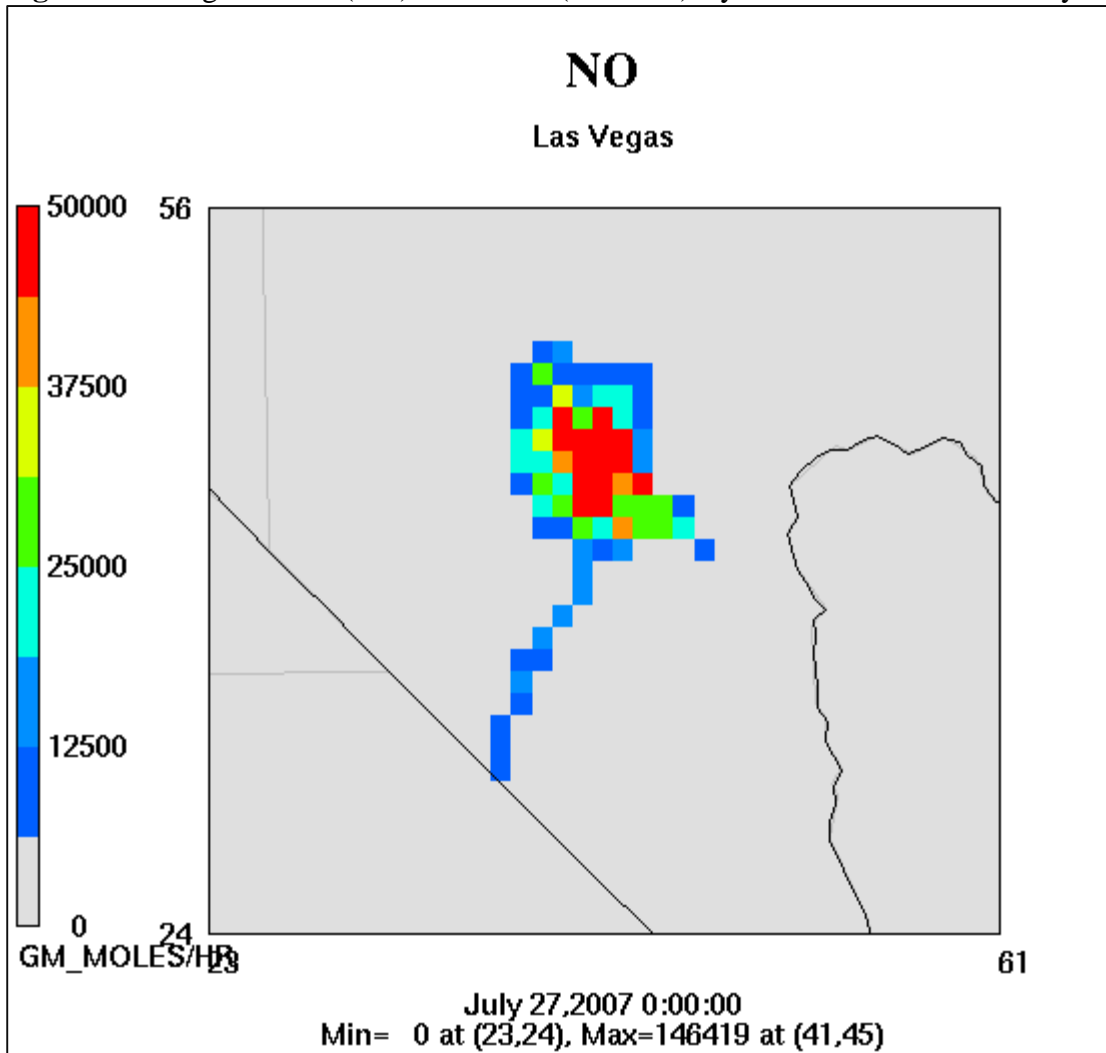 NO
Las Vegas
50000
37500
25000
12500
0
GM_MOLES/HR
56
24
23
61
July 27,2007 0:00:00
Min= 0 at (23,24), Max=146419 at (41,45)